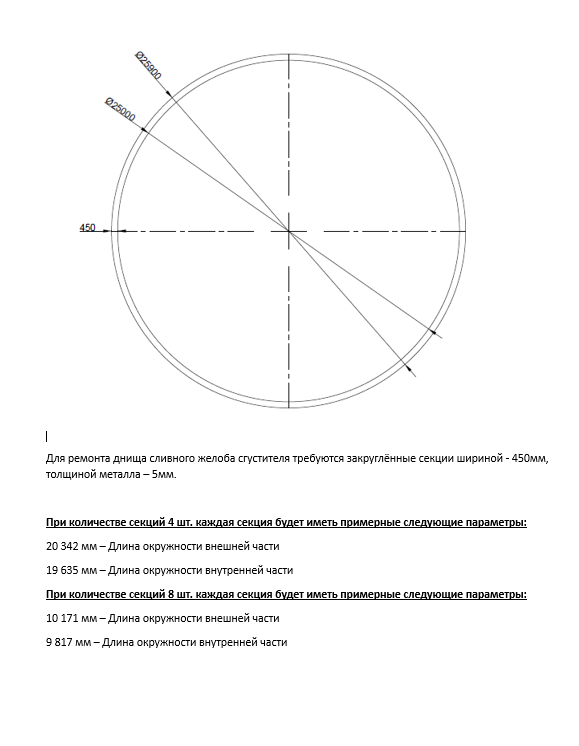 Ø25900
Ø25000
450
Для ремонта днища сливного желоба сгустителя требуются закруглённые секции шириной - 450мм,
толщиной металла – 5мм.
При количестве секций 4 шт. каждая секция будет иметь примерные следующие параметры:
20 342 мм – Длина окружности внешней части
19 635 мм – Длина окружности внутренней части
При количестве секций 8 шт. каждая секция будет иметь примерные следующие параметры:
10 171 мм – Длина окружности внешней части
9 817 мм – Длина окружности внутренней части